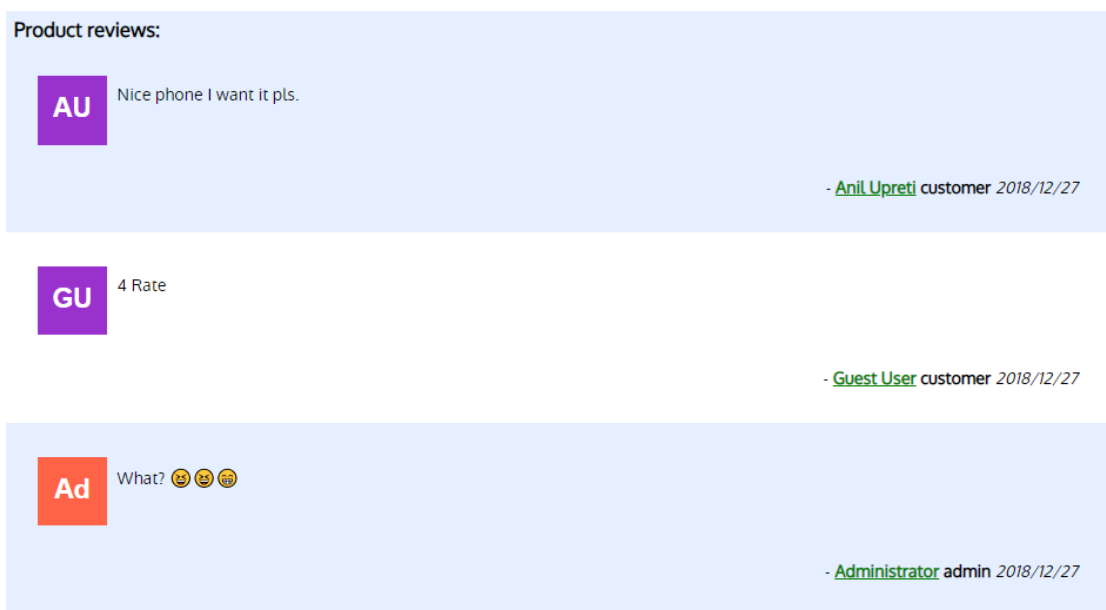 Product reviews:
AU
Nice phone I want it pls.
- Anil Upreti customer 2018/12/27
GU
4 Rate
- Guest User customer 2018/12/27
Ad
What? 😆😆😁
- Administrator admin 2018/12/27